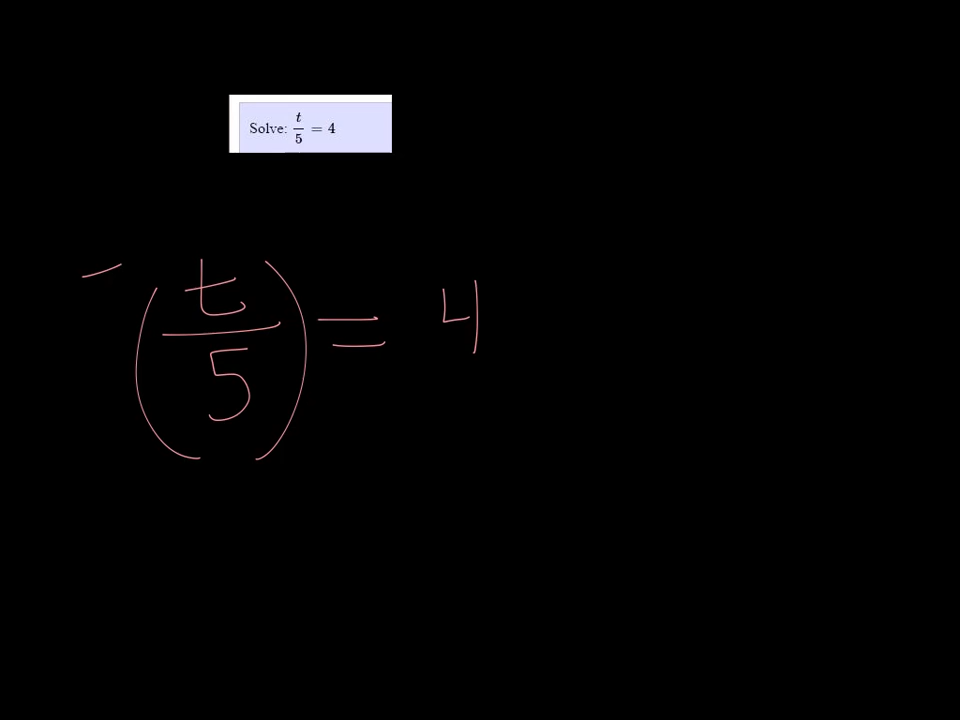 Solve: t/5 = 4
(t/5) = 4